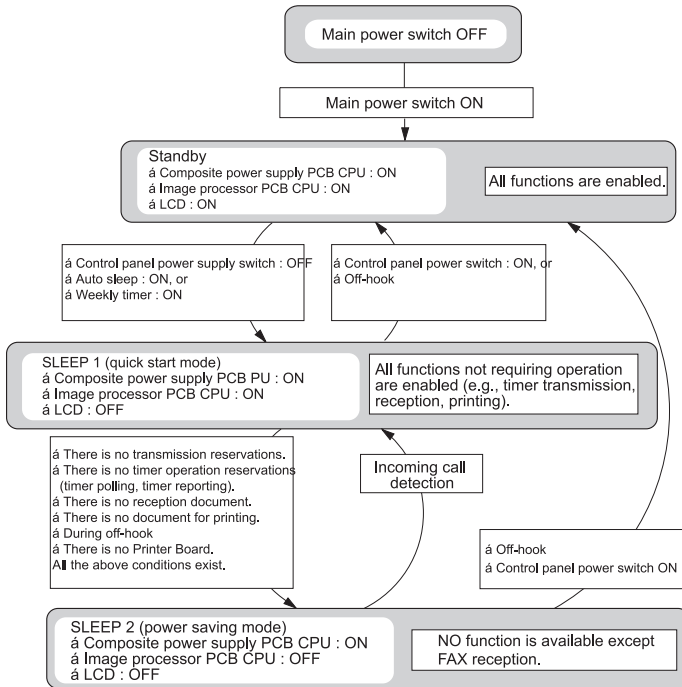 Main power switch OFF
Main power switch ON
Standby
á Composite power supply PCB CPU : ON
á Image processor PCB CPU : ON
á LCD : ON
All functions are enabled.
á Control panel power supply switch : OFF
á Auto sleep : ON, or
á Weekly timer : ON
á Control panel power switch : ON, or
á Off-hook
SLEEP 1 (quick start mode)
á Composite power supply PCB PU : ON
á Image processor PCB CPU : ON
á LCD : OFF
All functions not requiring operation
are enabled (e.g., timer transmission,
reception, printing).
á There is no transmission reservations.
á There is no timer operation reservations
(timer polling, timer reporting).
á There is no reception document.
á There is no document for printing.
á During off-hook
á There is no Printer Board.
All the above conditions exist.
Incoming call
detection
á Off-hook
á Control panel power switch ON
SLEEP 2 (power saving mode)
á Composite power supply PCB CPU : ON
á Image processor PCB CPU : OFF
á LCD : OFF
NO function is available except
FAX reception.